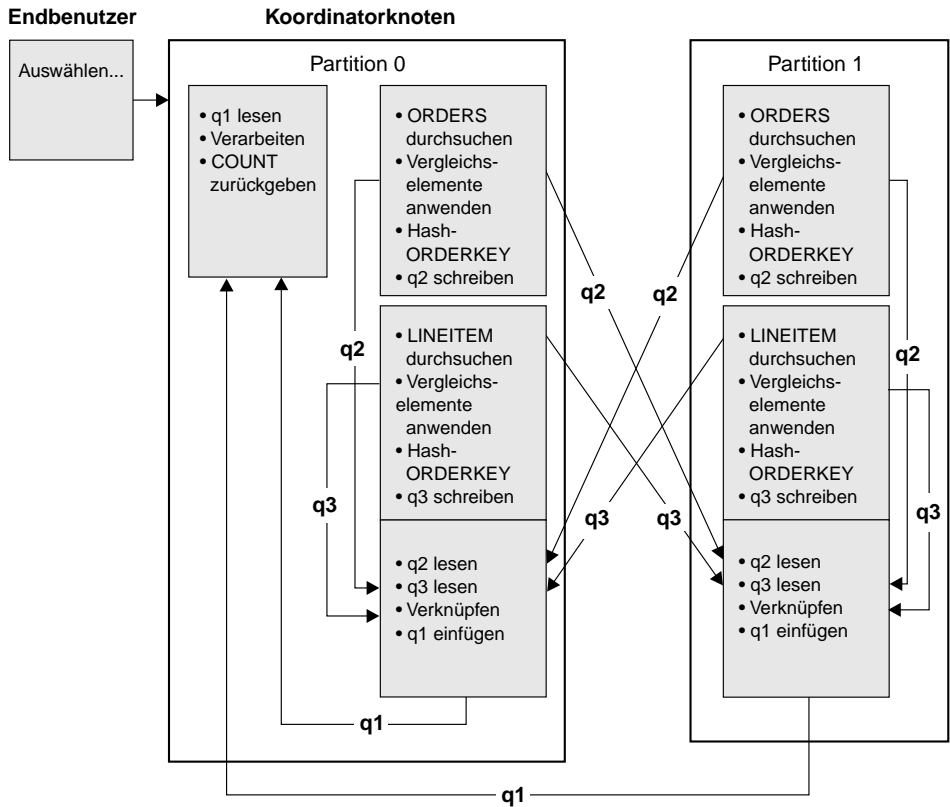 Endbenutzer
Koordinatorknoten
Auswählen...
Partition 0
• q1 lesen
• Verarbeiten
• COUNT
zurückgeben
• ORDERS
durchsuchen
• Vergleichs-
elemente
anwenden
• Hash-
ORDERKEY
• q2 schreiben
• LINEITEM
durchsuchen
• Vergleichs-
elemente
anwenden
• Hash-
ORDERKEY
• q3 schreiben
• q2 lesen
• q3 lesen
• Verknüpfen
• q1 einfügen
q2
q3
q1
q2
q2
q3
q3
Partition 1
• ORDERS
durchsuchen
• Vergleichs-
elemente
anwenden
• Hash-
ORDERKEY
• q2 schreiben
• LINEITEM
durchsuchen
• Vergleichs-
elemente
anwenden
• Hash-
ORDERKEY
• q3 schreiben
• q2 lesen
• q3 lesen
• Verknüpfen
• q1 einfügen
q2
q3
q1